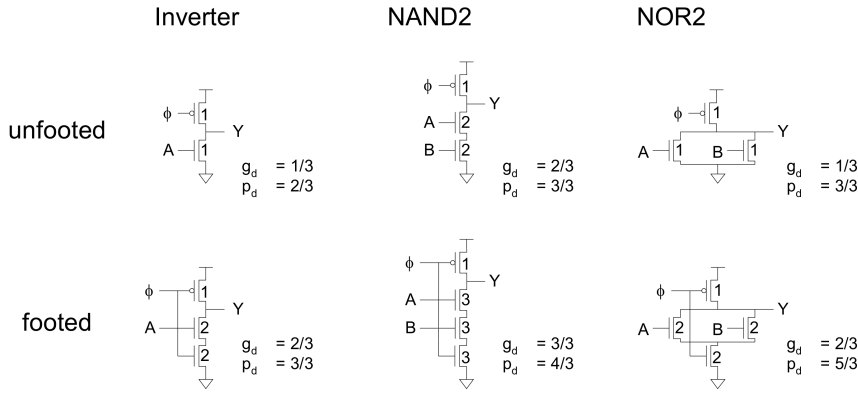 Inverter NAND2 NOR2
unfooted
ϕ 1 Y
A 1
g_d = 1/3
p_d = 2/3
ϕ 1 Y
A 2
B 2
g_d = 2/3
p_d = 3/3
ϕ 1 Y
A 1 B 1
g_d = 1/3
p_d = 3/3
footed
ϕ 1 Y
A 2
2
g_d = 2/3
p_d = 3/3
ϕ 1 Y
A 3
B 3
3
g_d = 3/3
p_d = 4/3
ϕ 1 Y
A 2 B 2
2
g_d = 2/3
p_d = 5/3